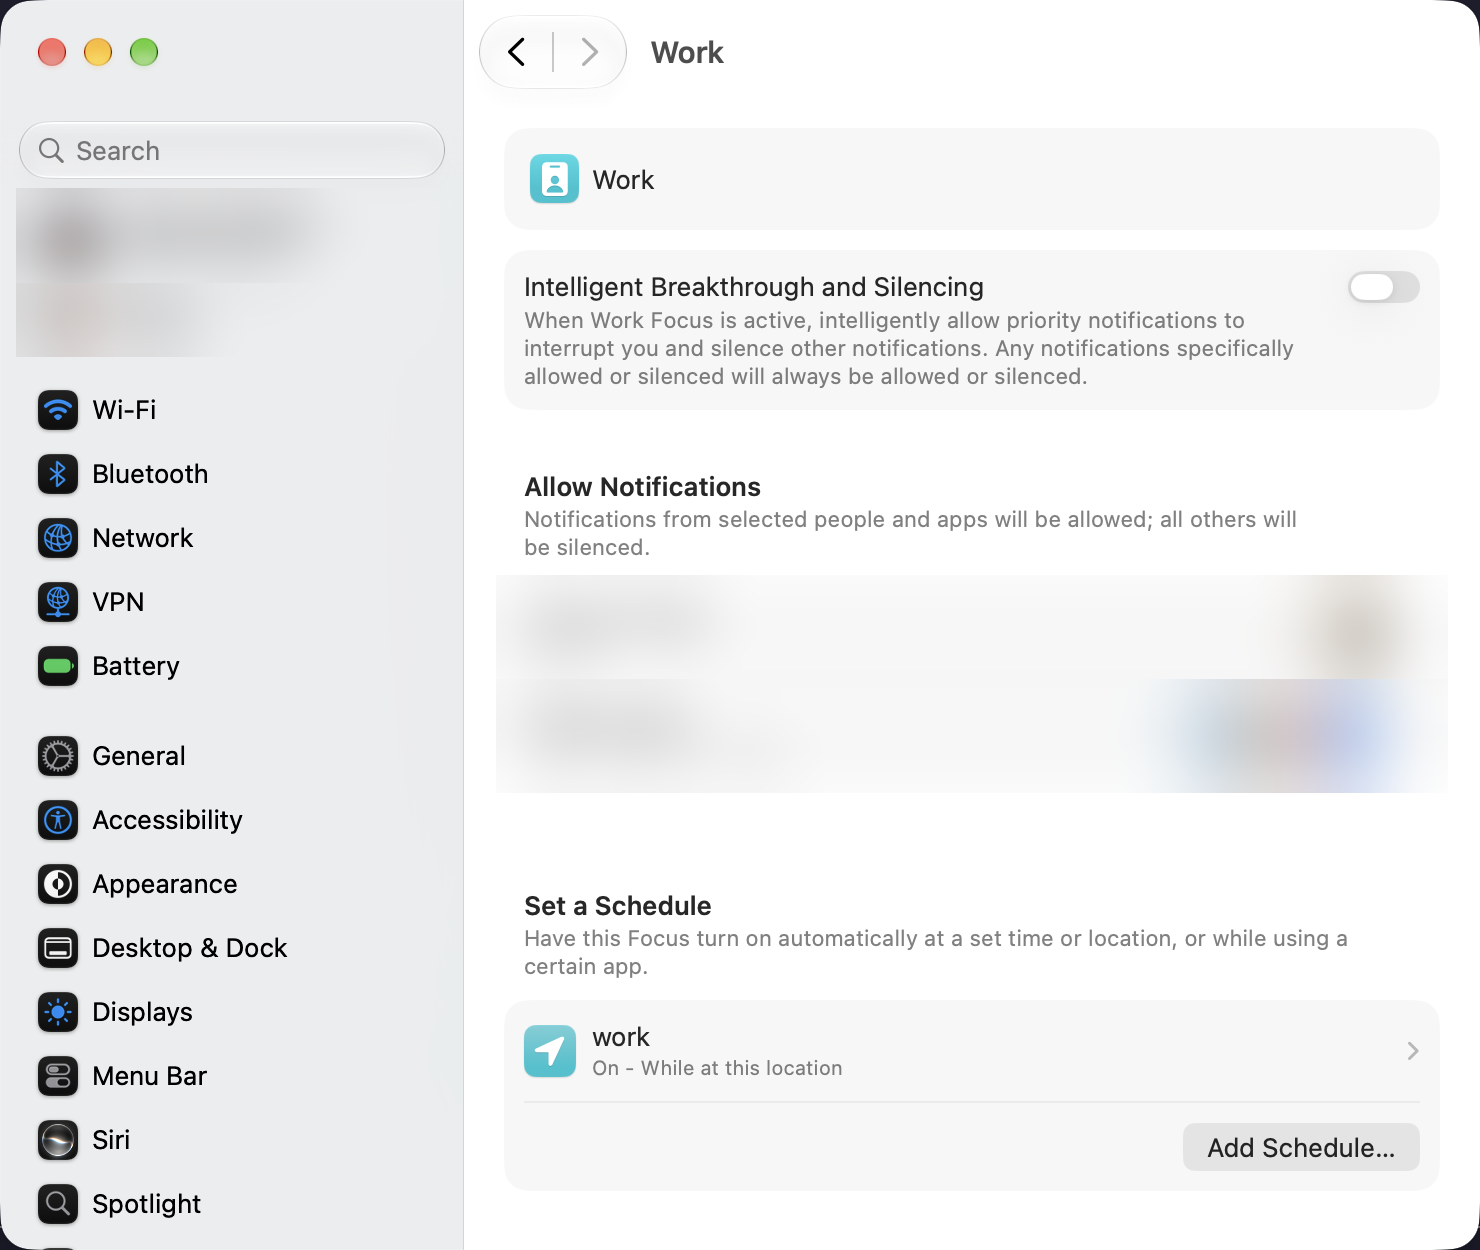 Search
Wi-Fi
Bluetooth
Network
VPN
Battery
General
Accessibility
Appearance
Desktop & Dock
Displays
Menu Bar
Siri
Spotlight
Work
Work
Intelligent Breakthrough and Silencing
When Work Focus is active, intelligently allow priority notifications to
interrupt you and silence other notifications. Any notifications specifically
allowed or silenced will always be allowed or silenced.
Allow Notifications
Notifications from selected people and apps will be allowed; all others will
be silenced.
Set a Schedule
Have this Focus turn on automatically at a set time or location, or while using a
certain app.
work
On - While at this location
Add Schedule...